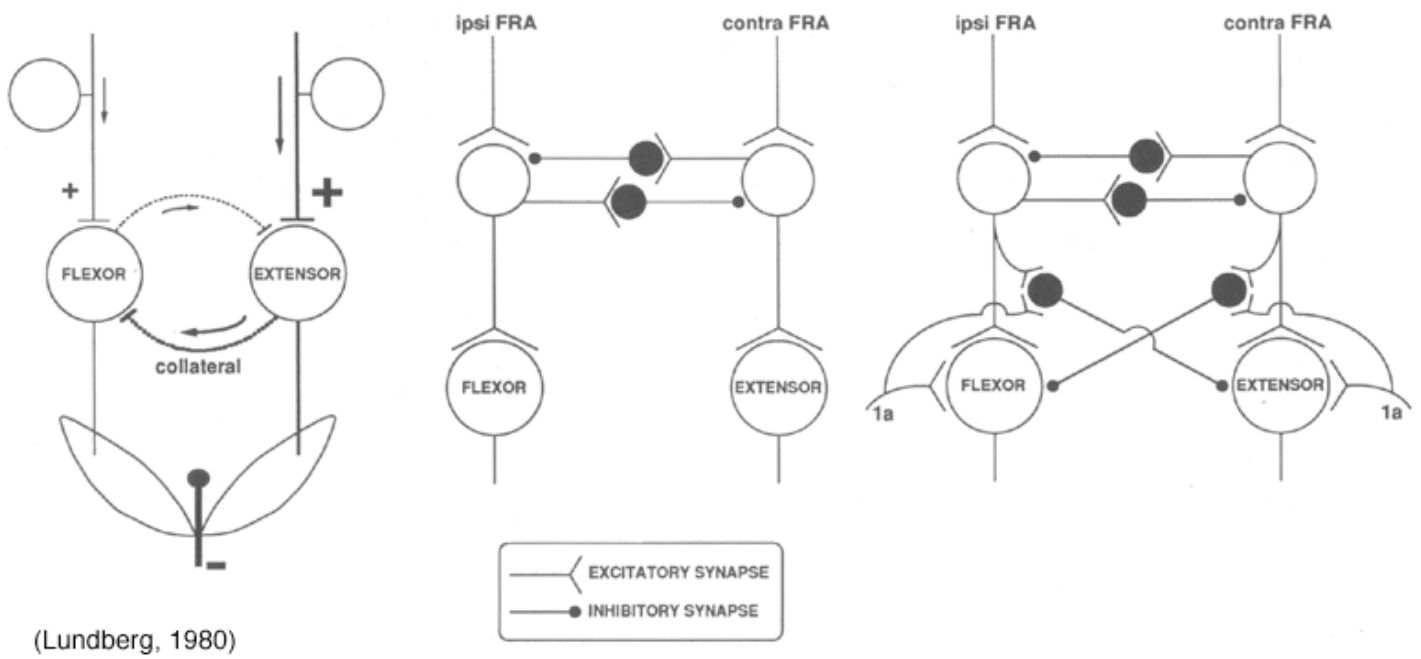 ipsi FRA
contra FRA
ipsi FRA
contra FRA
+
+
FLEXOR
EXTENSOR
collateral
FLEXOR
EXTENSOR
FLEXOR
EXTENSOR
1a
1a
-
EXCITATORY SYNAPSE
INHIBITORY SYNAPSE
(Lundberg, 1980)